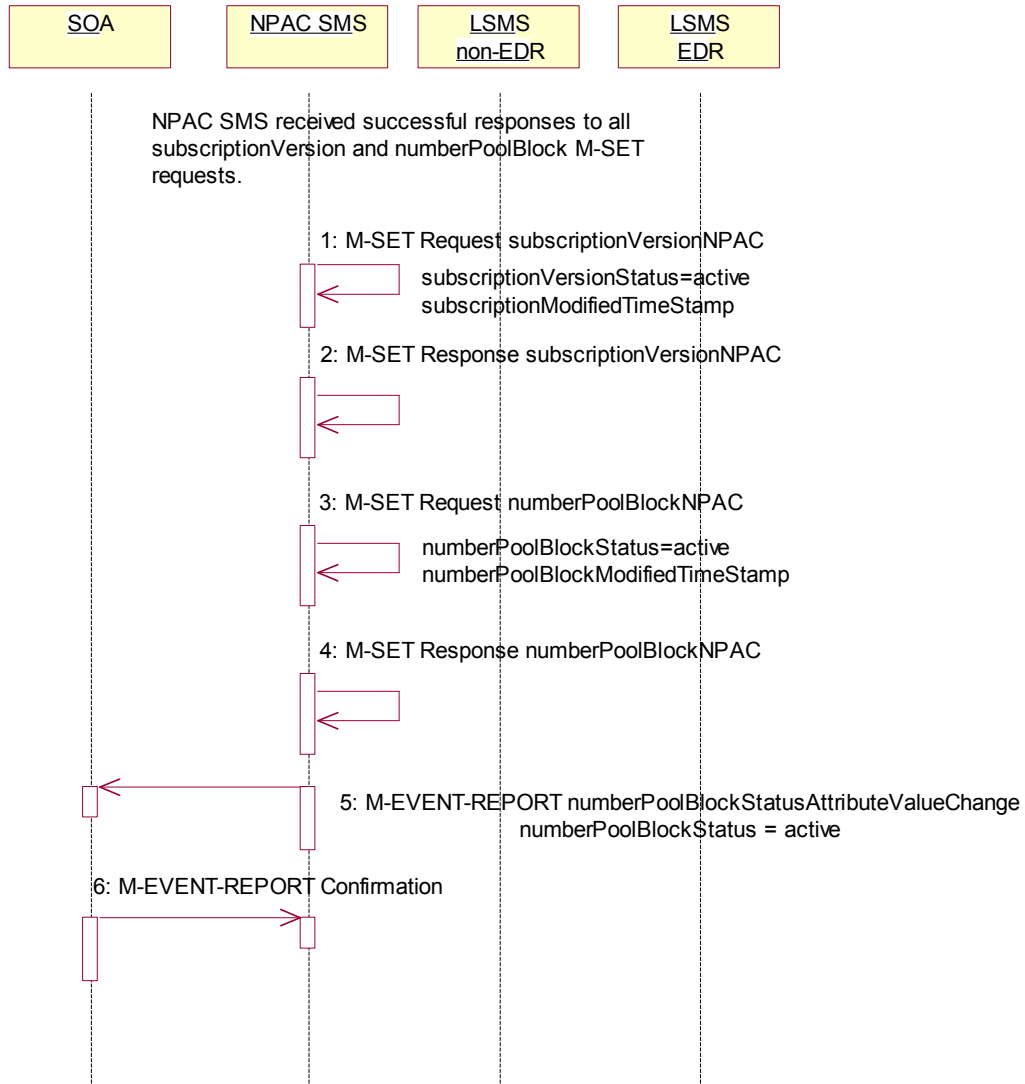 SOA
NPAC SMS
LSMS
non-EDR
LSMS
EDR
NPAC SMS received successful responses to all
subscriptionVersion and numberPoolBlock M-SET
requests.
1: M-SET Request subscriptionVersionNPAC
subscriptionVersionStatus=active
subscriptionModifiedTimeStamp
2: M-SET Response subscriptionVersionNPAC
3: M-SET Request numberPoolBlockNPAC
numberPoolBlockStatus=active
numberPoolBlockModifiedTimeStamp
4: M-SET Response numberPoolBlockNPAC
5: M-EVENT-REPORT numberPoolBlockStatusAttributeValueChange
numberPoolBlockStatus = active
6: M-EVENT-REPORT Confirmation